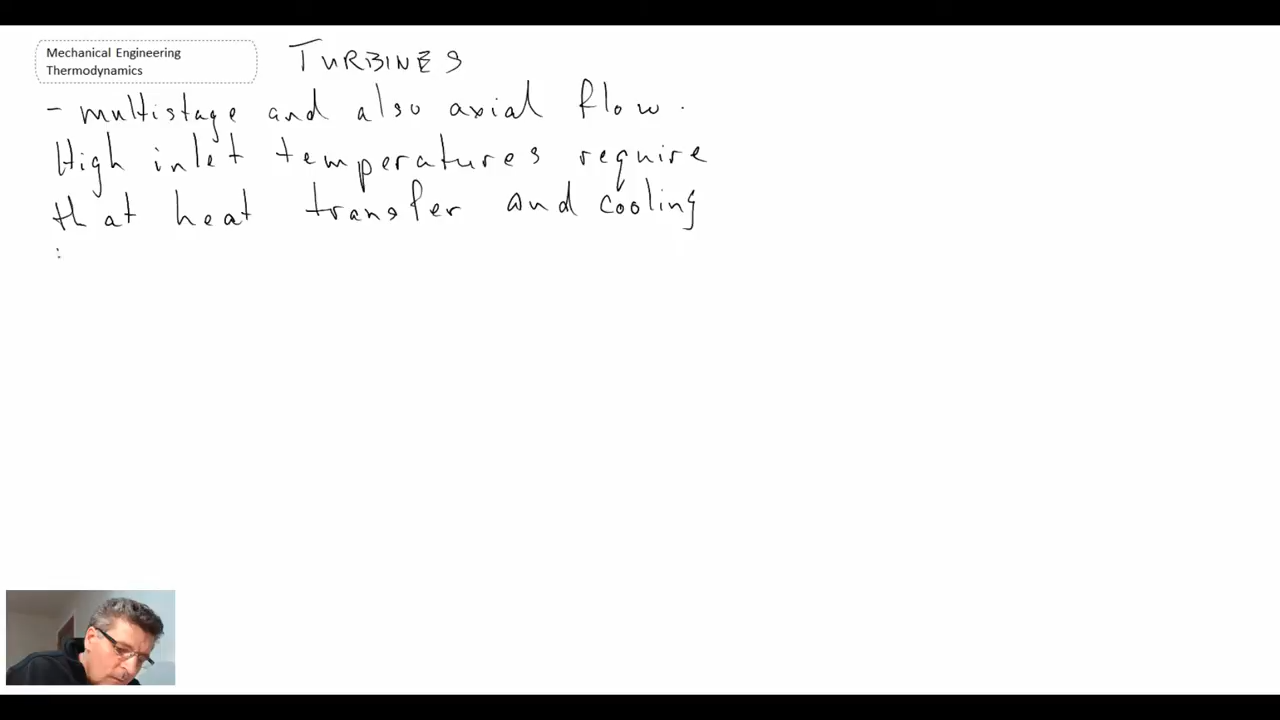 Mechanical Engineering
Thermodynamics
TURBINES
- multistage and also axial flow.
High inlet temperatures require
that heat transfer and cooling